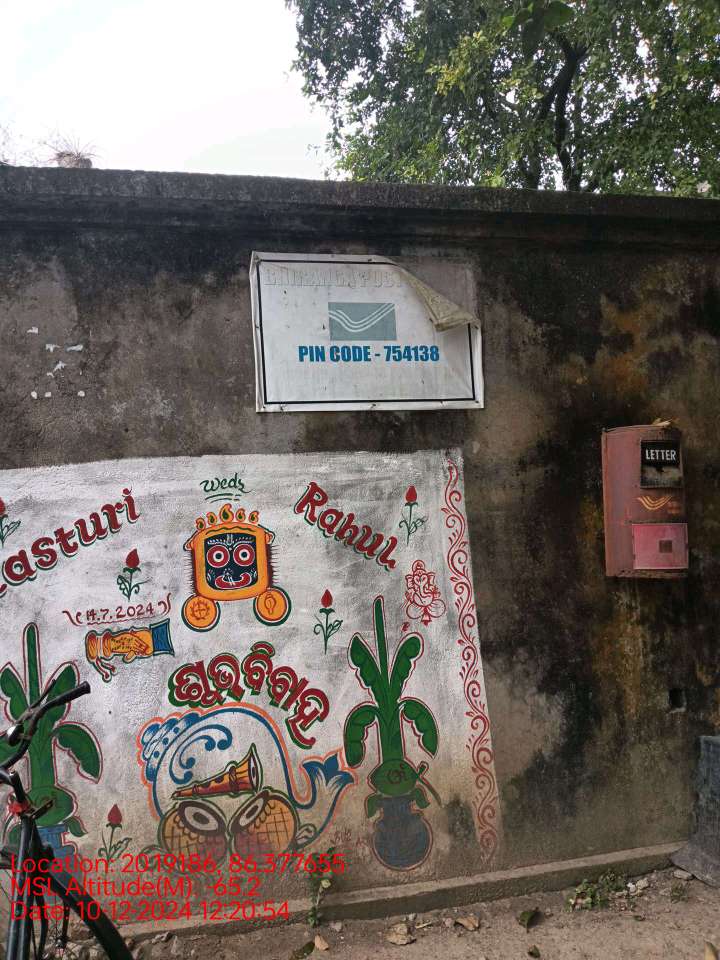 PIN CODE - 754138
LETTER
Weds
asturi
Rahul
14.7.2024
ଶୁଭବିବାହ
Location: 20.19186, 86.377655
MSL Altitude(M): -65.2
Date: 10-12-2024 12:20:54